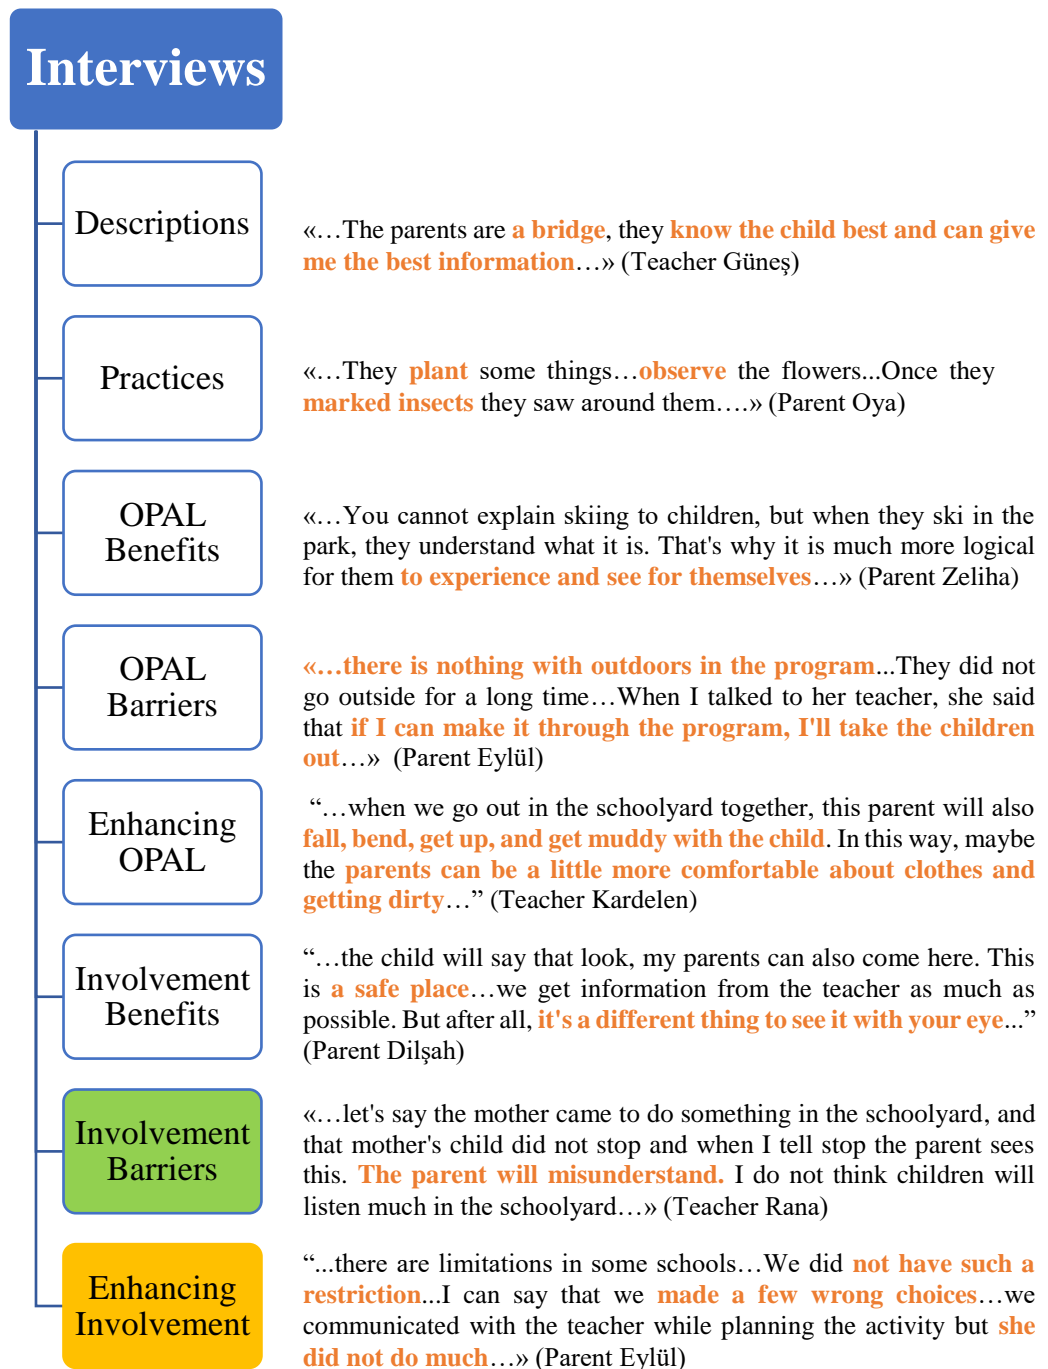 Interviews
Descriptions
«…The parents are a bridge, they know the child best and can give
me the best information…» (Teacher Güneş)
Practices
«…They plant some things…observe the flowers...Once they
marked insects they saw around them….» (Parent Oya)
OPAL
Benefits
«…You cannot explain skiing to children, but when they ski in the
park, they understand what it is. That's why it is much more logical
for them to experience and see for themselves…» (Parent Zeliha)
OPAL
Barriers
«…there is nothing with outdoors in the program...They did not
go outside for a long time…When I talked to her teacher, she said
that if I can make it through the program, I'll take the children
out…» (Parent Eylül)
Enhancing
OPAL
“…when we go out in the schoolyard together, this parent will also
fall, bend, get up, and get muddy with the child. In this way, maybe
the parents can be a little more comfortable about clothes and
getting dirty…” (Teacher Kardelen)
Involvement
Benefits
“…the child will say that look, my parents can also come here. This
is a safe place…we get information from the teacher as much as
possible. But after all, it's a different thing to see it with your eye...”
(Parent Dilşah)
Involvement
Barriers
«…let's say the mother came to do something in the schoolyard, and
that mother's child did not stop and when I tell stop the parent sees
this. The parent will misunderstand. I do not think children will
listen much in the schoolyard…» (Teacher Rana)
Enhancing
Involvement
“...there are limitations in some schools…We did not have such a
restriction...I can say that we made a few wrong choices…we
communicated with the teacher while planning the activity but she
did not do much…» (Parent Eylül)